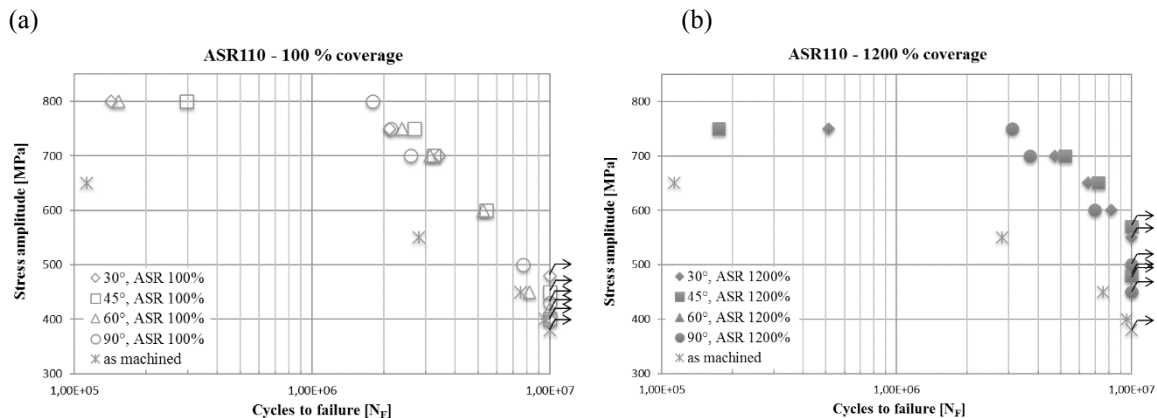 (a)
ASR110 - 100 % coverage
Stress amplitude [MPa]
800
700
600
500
400
300
30°, ASR 100%
45°, ASR 100%
60°, ASR 100%
90°, ASR 100%
as machined
1,00E+05
1,00E+06
1,00E+07
Cycles to failure [NF]
(b)
ASR110 - 1200 % coverage
Stress amplitude [MPa]
800
700
600
500
400
300
30°, ASR 1200%
45°, ASR 1200%
60°, ASR 1200%
90°, ASR 1200%
as machined
1,00E+05
1,00E+06
1,00E+07
Cycles to failure [NF]